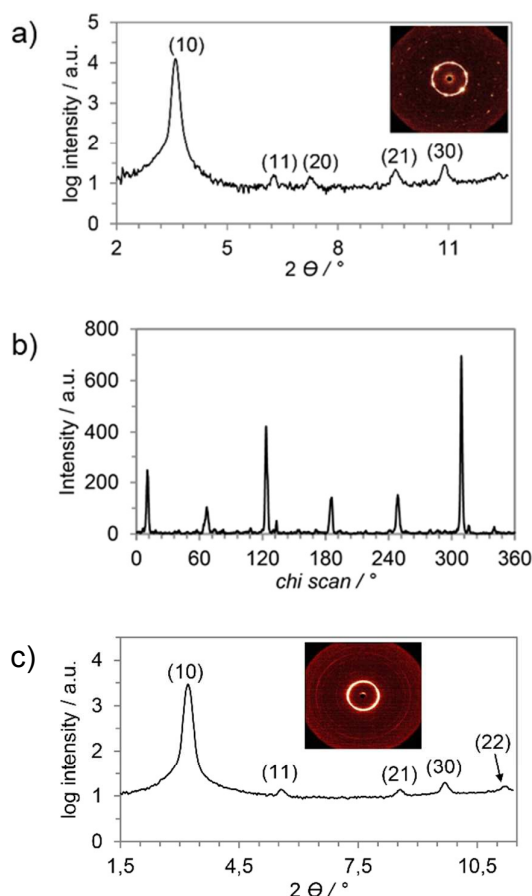 a)
log intensity / a.u.
5
4
3
2
1
0
(10)
(11)
(20)
(21)
(30)
2 5 8 11
2 Θ / °
b)
Intensity / a.u.
800
600
400
200
0
0 60 120 180 240 300 360
chi scan / °
c)
log intensity / a.u.
4
3
2
1
0
(10)
(11)
(21)
(30)
(22)
1,5 4,5 7,5 10,5
2 Θ / °